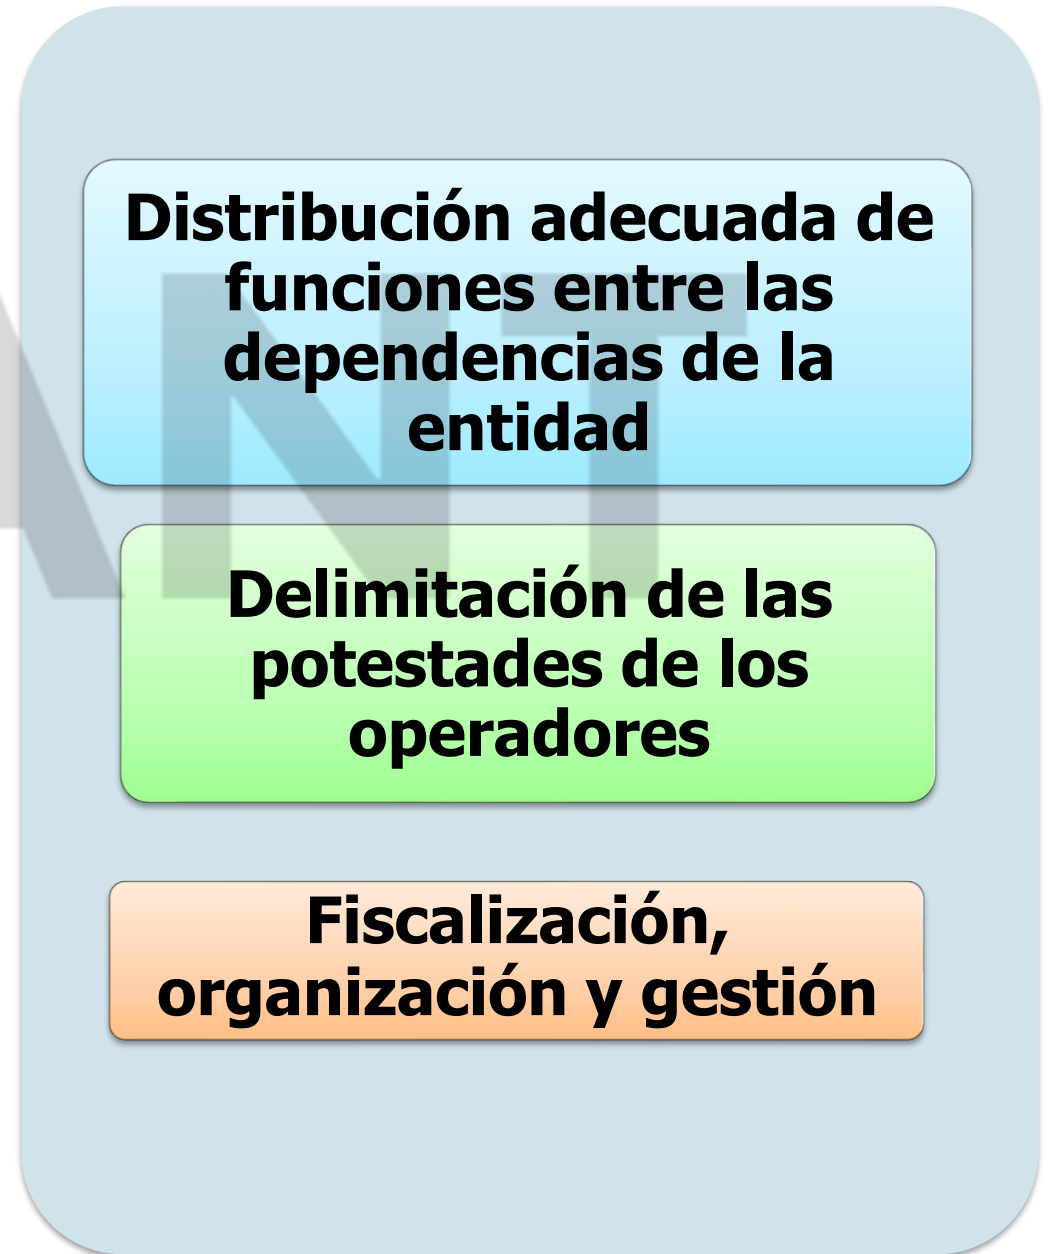 Distribución adecuada de
funciones entre las
dependencias de la
entidad
Delimitación de las
potestades de los
operadores
Fiscalización,
organización y gestión
ANT